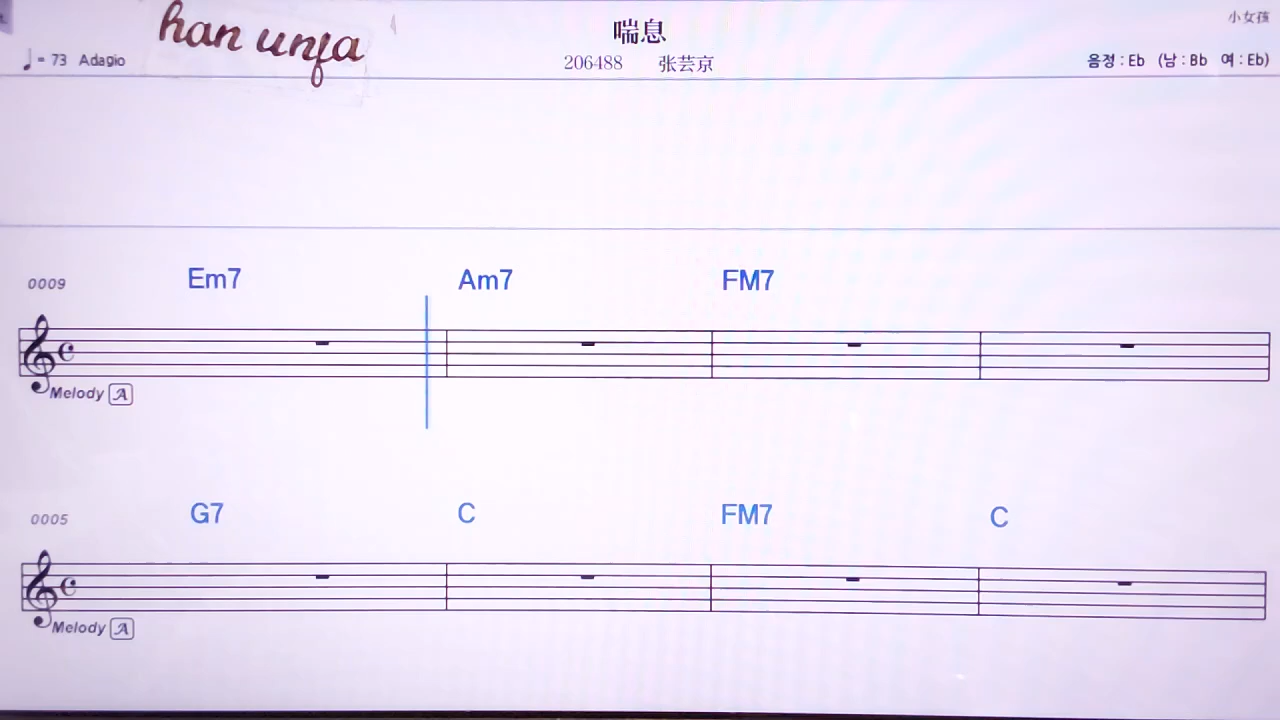 han unfa
喘息
小女孩
♩= 73 Adagio
206488 张芸京
음정 : Eb (남 : Bb 여 : Eb)
0009 Em7 Am7 FM7
Melody A
0005 G7 C FM7 C
Melody A